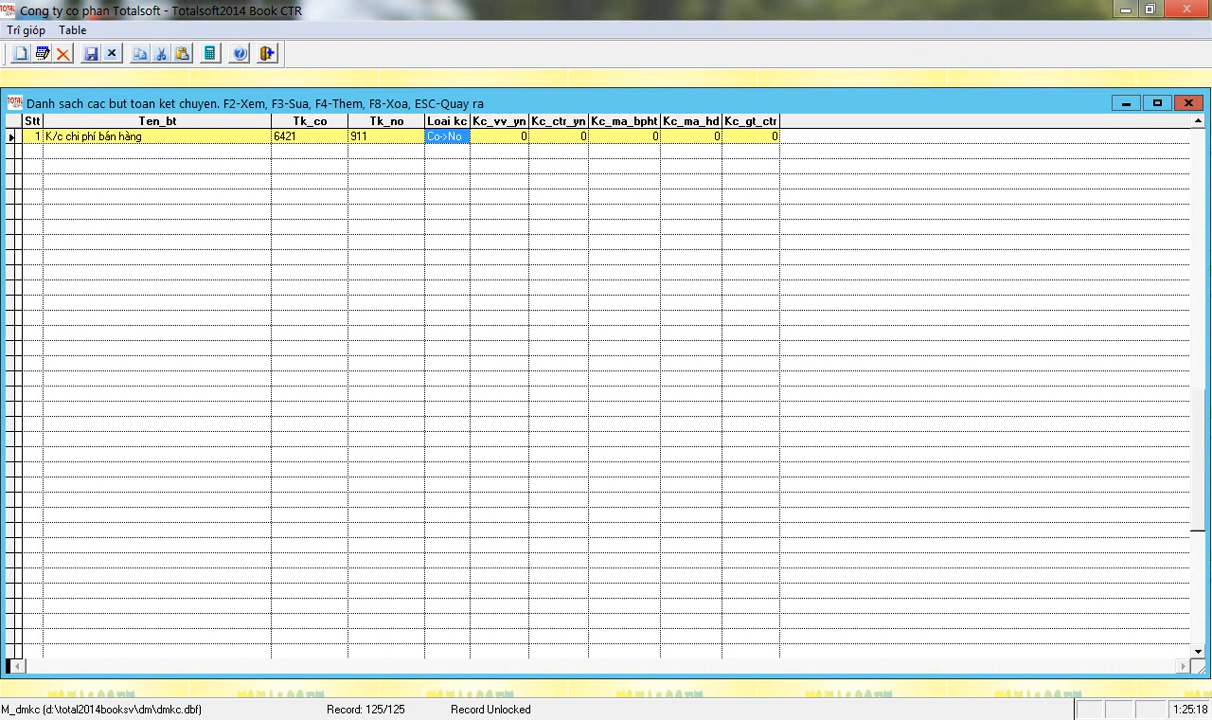 Cong ty co phan Totalsoft - Totalsoft2014 Book CTR
Trî gióp Table
Danh sach cac but toan ket chuyen. F2-Xem, F3-Sua, F4-Them, F8-Xoa, ESC-Quay ra
Stt Ten_bt Tk_co Tk_no Loai kc Kc_vv_yn Kc_ctr_yn Kc_ma_bpht Kc_ma_hd Kc_gt_ctr
1 K/c chi phí bán hàng 6421 911 Co->No 0 0 0 0 0
M_dmkc (d:\total2014booksv\dm\dmkc.dbf) Record: 125/125 Record Unlocked 1:25:18